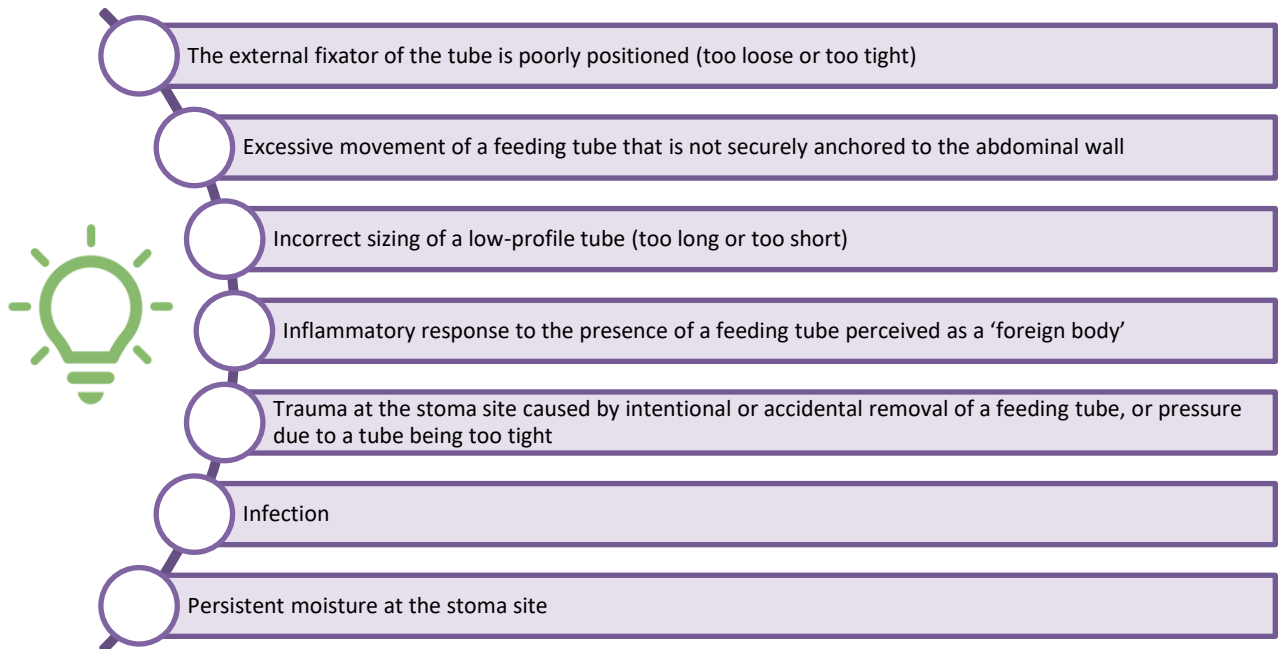 The external fixator of the tube is poorly positioned (too loose or too tight)
Excessive movement of a feeding tube that is not securely anchored to the abdominal wall
Incorrect sizing of a low-profile tube (too long or too short)
Inflammatory response to the presence of a feeding tube perceived as a ‘foreign body’
Trauma at the stoma site caused by intentional or accidental removal of a feeding tube, or pressure
due to a tube being too tight
Infection
Persistent moisture at the stoma site